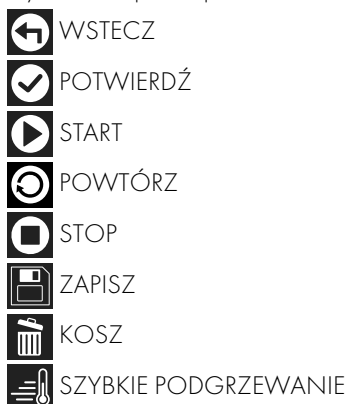 WSTECZ
POTWIERDŹ
START
POWTÓRZ
STOP
ZAPISZ
KOSZ
SZYBKIE PODGRZEWANIE